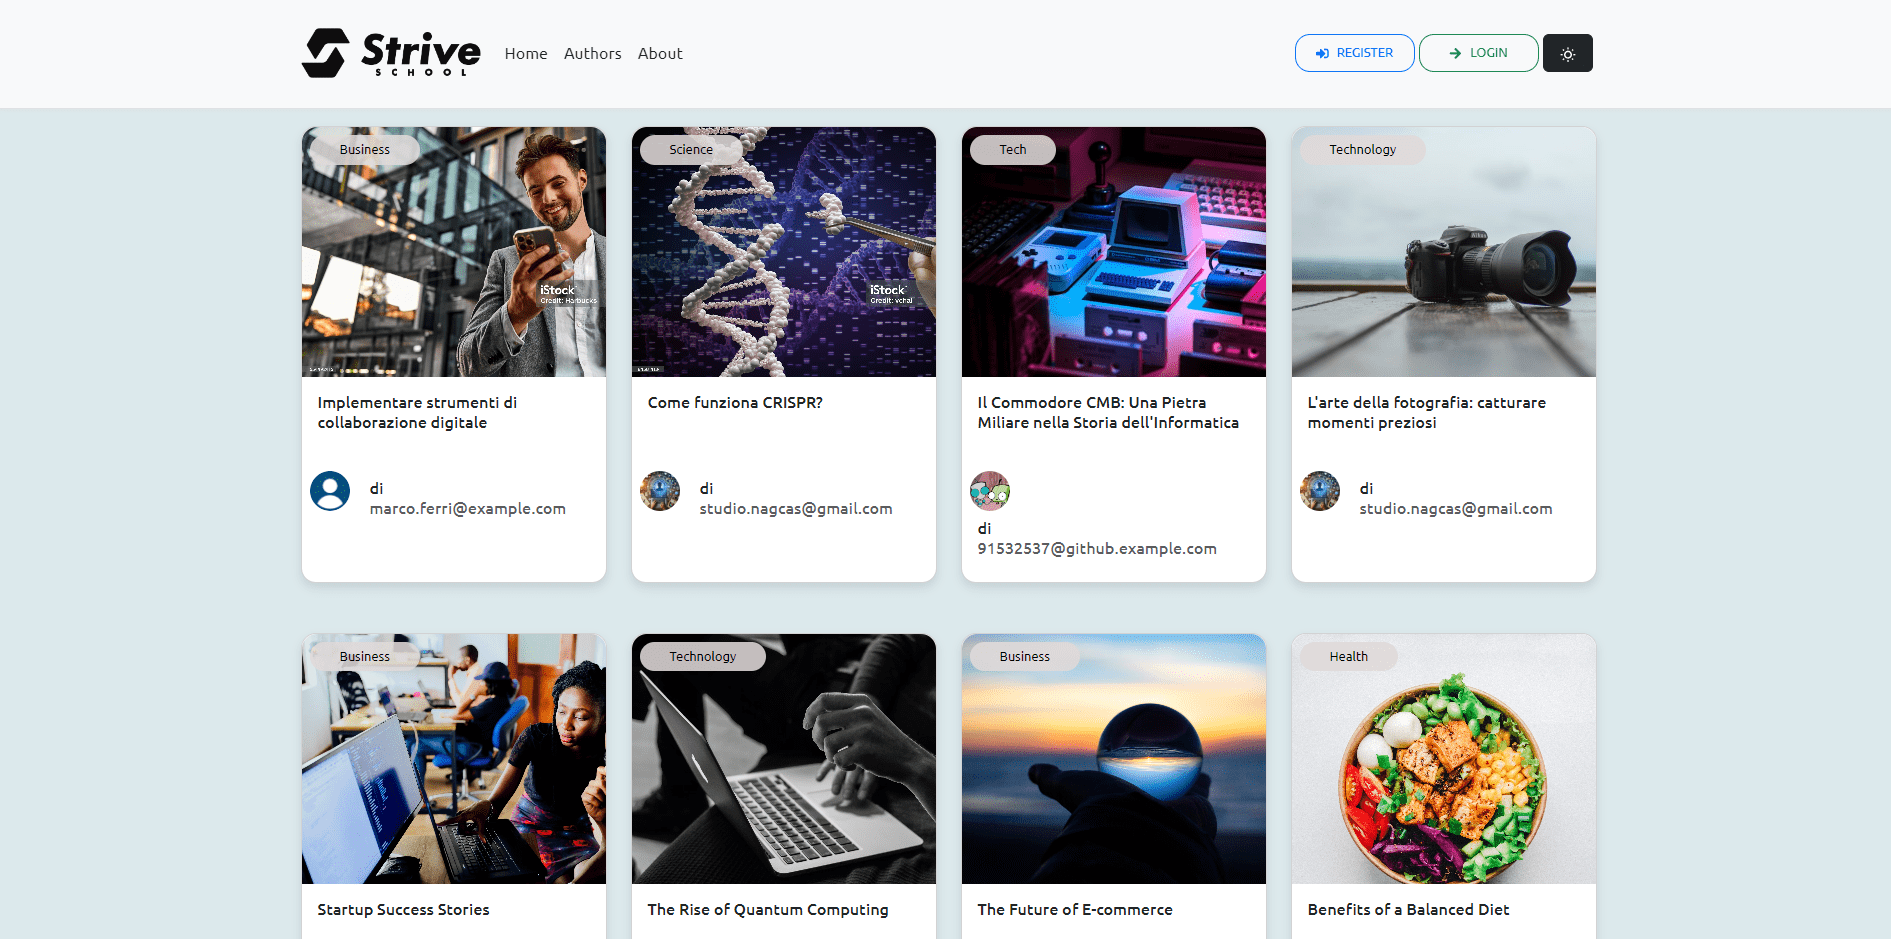 Strive
SCHOOL
Home
Authors
About
REGISTER
LOGIN
Business
iStock
Credit: Horbucks
Implementare strumenti di
collaborazione digitale
di
marco.ferri@example.com
Science
iStock
Credit: vchal
Come funziona CRISPR?
di
studio.nagcas@gmail.com
Tech
Il Commodore CMB: Una Pietra
Miliare nella Storia dell'Informatica
di
91532537@github.example.com
Technology
Nikon
L'arte della fotografia: catturare
momenti preziosi
di
studio.nagcas@gmail.com
Business
Startup Success Stories
Technology
The Rise of Quantum Computing
Business
The Future of E-commerce
Health
Benefits of a Balanced Diet